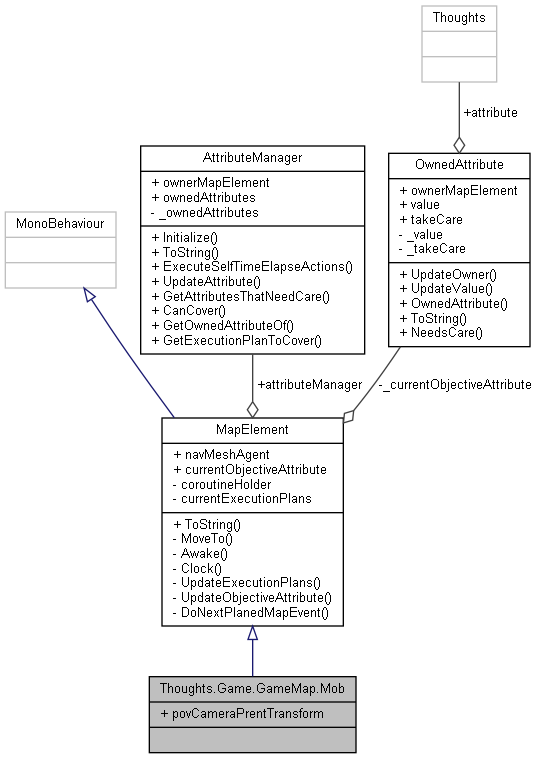 Thoughts
+attribute
AttributeManager
+ ownerMapElement
+ ownedAttributes
- _ownedAttributes
+ Initialize()
+ ToString()
+ ExecuteSelfTimeElapseActions()
+ UpdateAttribute()
+ GetAttributesThatNeedCare()
+ CanCover()
+ GetOwnedAttributeOf()
+ GetExecutionPlanToCover()
OwnedAttribute
+ ownerMapElement
+ value
+ takeCare
- _value
- _takeCare
+ UpdateOwner()
+ UpdateValue()
+ OwnedAttribute()
+ ToString()
+ NeedsCare()
MonoBehaviour
+attributeManager
-_currentObjectiveAttribute
MapElement
+ navMeshAgent
+ currentObjectiveAttribute
- coroutineHolder
- currentExecutionPlans
+ ToString()
- MoveTo()
- Awake()
- Clock()
- UpdateExecutionPlans()
- UpdateObjectiveAttribute()
- DoNextPlanedMapEvent()
Thoughts.Game.GameMap.Mob
+ povCameraPrentTransform